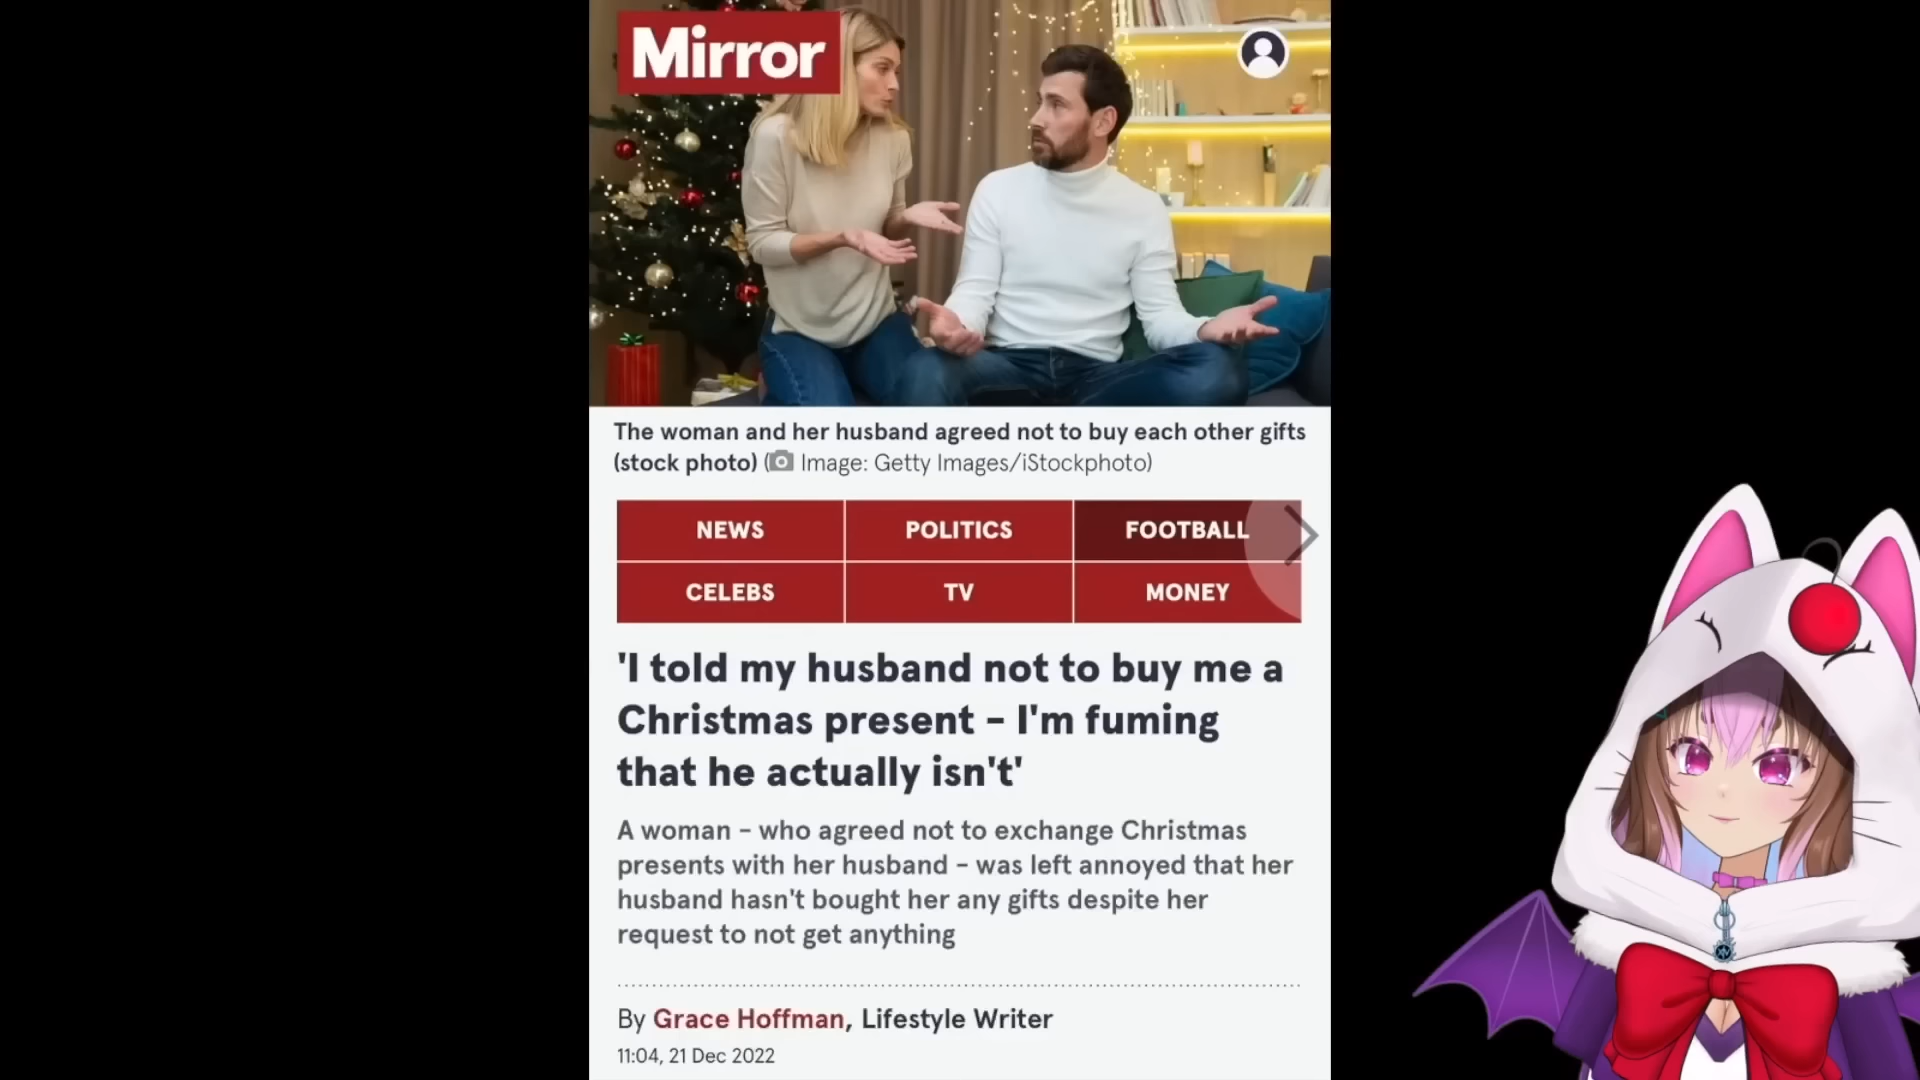 Mirror
The woman and her husband agreed not to buy each other gifts
(stock photo) (Image: Getty Images/iStockphoto)
NEWS
POLITICS
FOOTBALL
CELEBS
TV
MONEY
'I told my husband not to buy me a
Christmas present - I'm fuming
that he actually isn't'
A woman - who agreed not to exchange Christmas
presents with her husband - was left annoyed that her
husband hasn't bought her any gifts despite her
request to not get anything
By Grace Hoffman, Lifestyle Writer
11:04, 21 Dec 2022